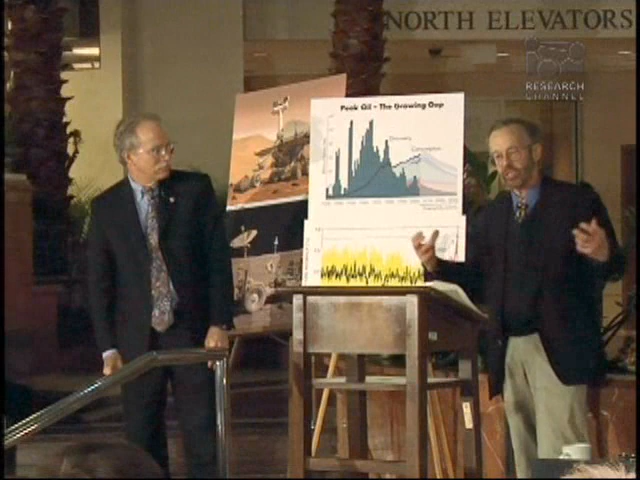 NORTH ELEVATORS
RESEARCH
CHANNEL
Peak Oil - The Growing Gap
Discovery
Consumption